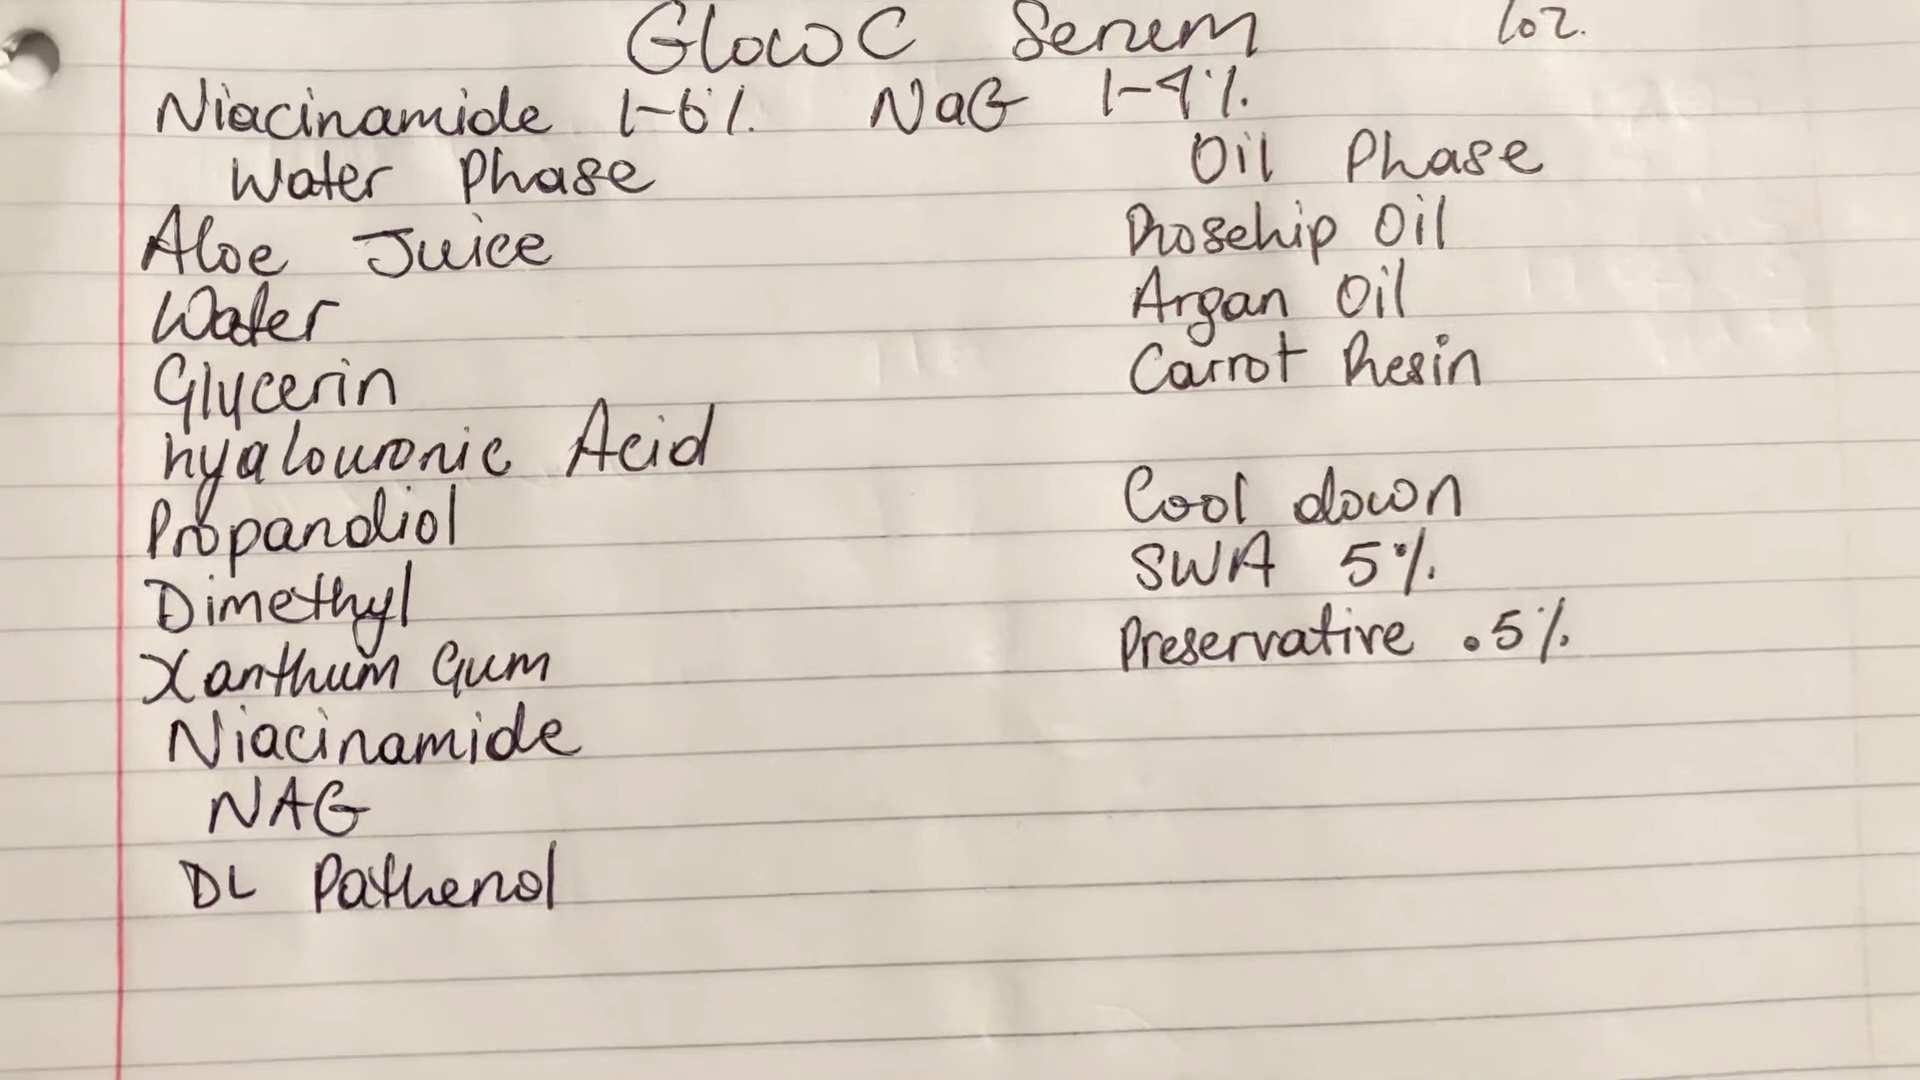 Glow C Serum 1oz.
Niacinamide 1-6% NaG 1-4%.
Water Phase
Aloe Juice
Water
Glycerin
hyalouronic Acid
Propandiol
Dimethyl
Xanthum Gum
Niacinamide
NAG
DL Pathenol
Oil Phase
Rosehip Oil
Argan Oil
Carrot Resin
Cool down
SWA 5%.
Preservative .5%.